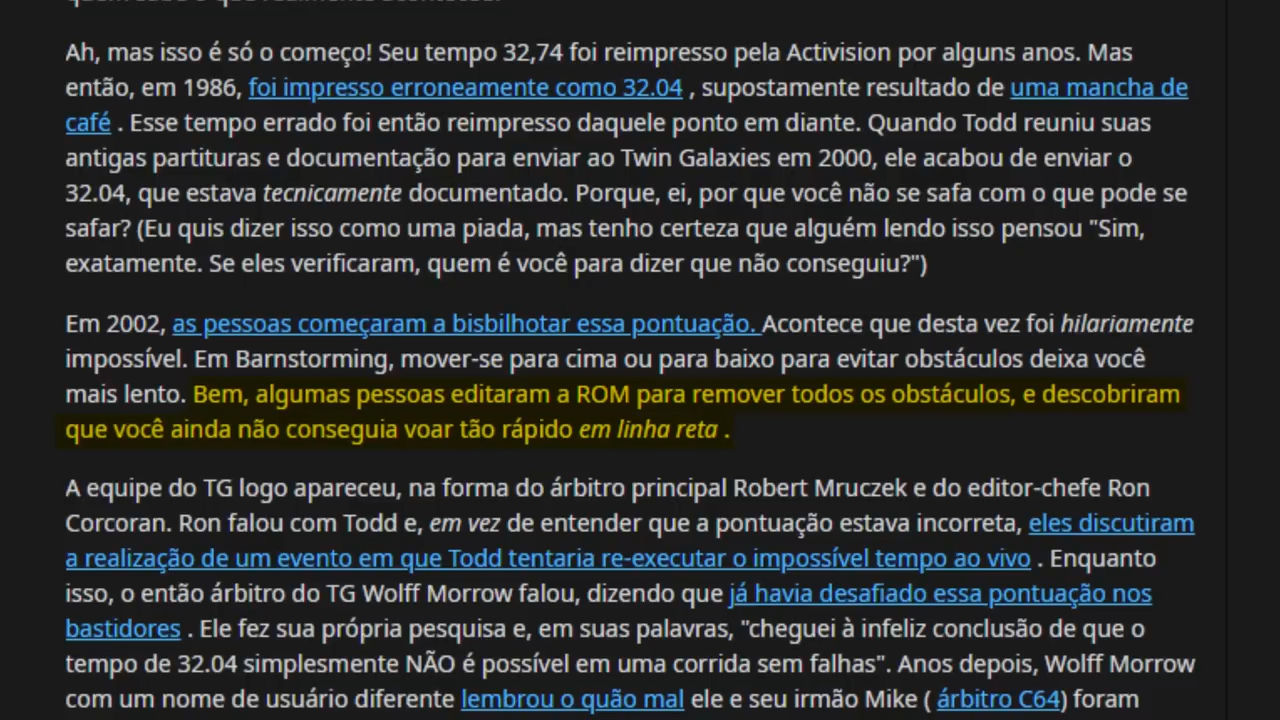 Ah, mas isso é só o começo! Seu tempo 32,74 foi reimpresso pela Activision por alguns anos. Mas
então, em 1986, foi impresso erroneamente como 32.04 , supostamente resultado de uma mancha de
café . Esse tempo errado foi então reimpresso daquele ponto em diante. Quando Todd reuniu suas
antigas partituras e documentação para enviar ao Twin Galaxies em 2000, ele acabou de enviar o
32.04, que estava tecnicamente documentado. Porque, ei, por que você não se safa com o que pode se
safar? (Eu quis dizer isso como uma piada, mas tenho certeza que alguém lendo isso pensou "Sim,
exatamente. Se eles verificaram, quem é você para dizer que não conseguiu?")
Em 2002, as pessoas começaram a bisbilhotar essa pontuação. Acontece que desta vez foi hilariamente
impossível. Em Barnstorming, mover-se para cima ou para baixo para evitar obstáculos deixa você
mais lento. Bem, algumas pessoas editaram a ROM para remover todos os obstáculos, e descobriram
que você ainda não conseguia voar tão rápido em linha reta .
A equipe do TG logo apareceu, na forma do árbitro principal Robert Mruczek e do editor-chefe Ron
Corcoran. Ron falou com Todd e, em vez de entender que a pontuação estava incorreta, eles discutiram
a realização de um evento em que Todd tentaria re-executar o impossível tempo ao vivo . Enquanto
isso, o então árbitro do TG Wolff Morrow falou, dizendo que já havia desafiado essa pontuação nos
bastidores . Ele fez sua própria pesquisa e, em suas palavras, "cheguei à infeliz conclusão de que o
tempo de 32.04 simplesmente NÃO é possível em uma corrida sem falhas". Anos depois, Wolff Morrow
com um nome de usuário diferente lembrou o quão mal ele e seu irmão Mike ( árbitro C64) foram